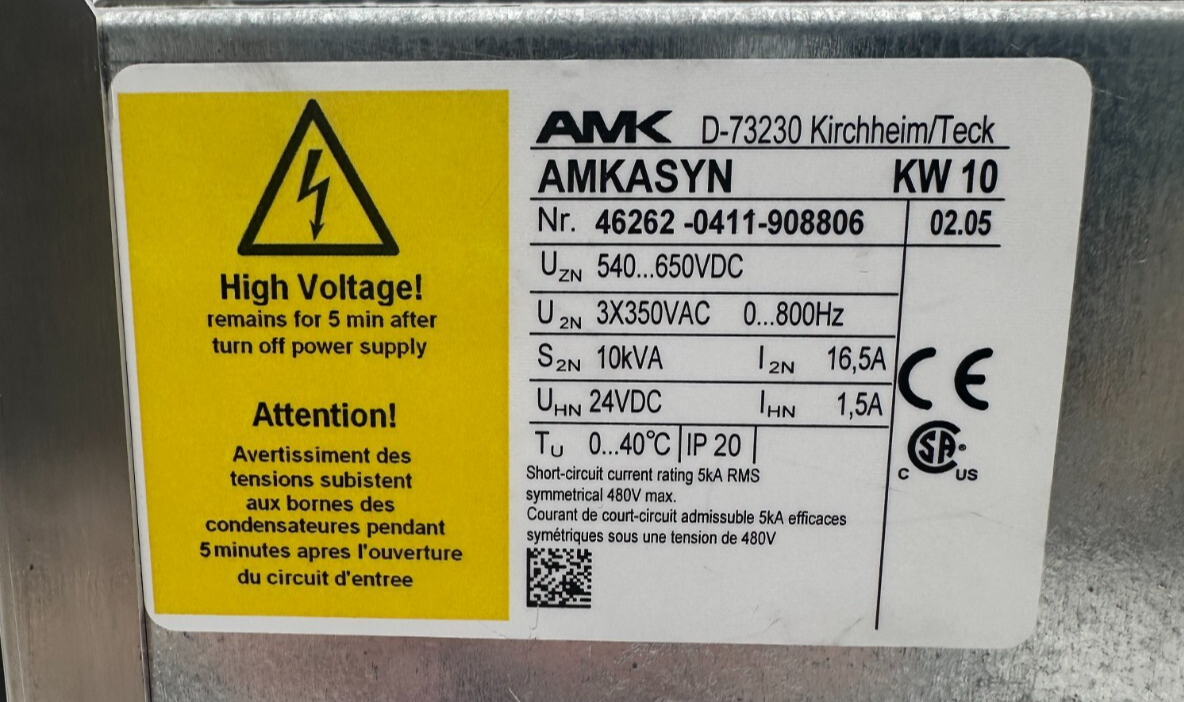 High Voltage!
remains for 5 min after
turn off power supply
Attention!
Avertissiment des
tensions subistent
aux bornes des
condensateures pendant
5 minutes apres l'ouverture
du circuit d'entree
AMK D-73230 Kirchheim/Teck
AMKASYN KW 10
Nr. 46262 -0411-908806 02.05
UZN 540...650VDC
U2N 3X350VAC 0...800Hz
S2N 10kVA I2N 16,5A
UHN 24VDC IHN 1,5A
TU 0...40°C IP 20
CE
C SA® US
Short-circuit current rating 5kA RMS
symmetrical 480V max.
Courant de court-circuit admissuble 5kA efficaces
symétriques sous une tension de 480V